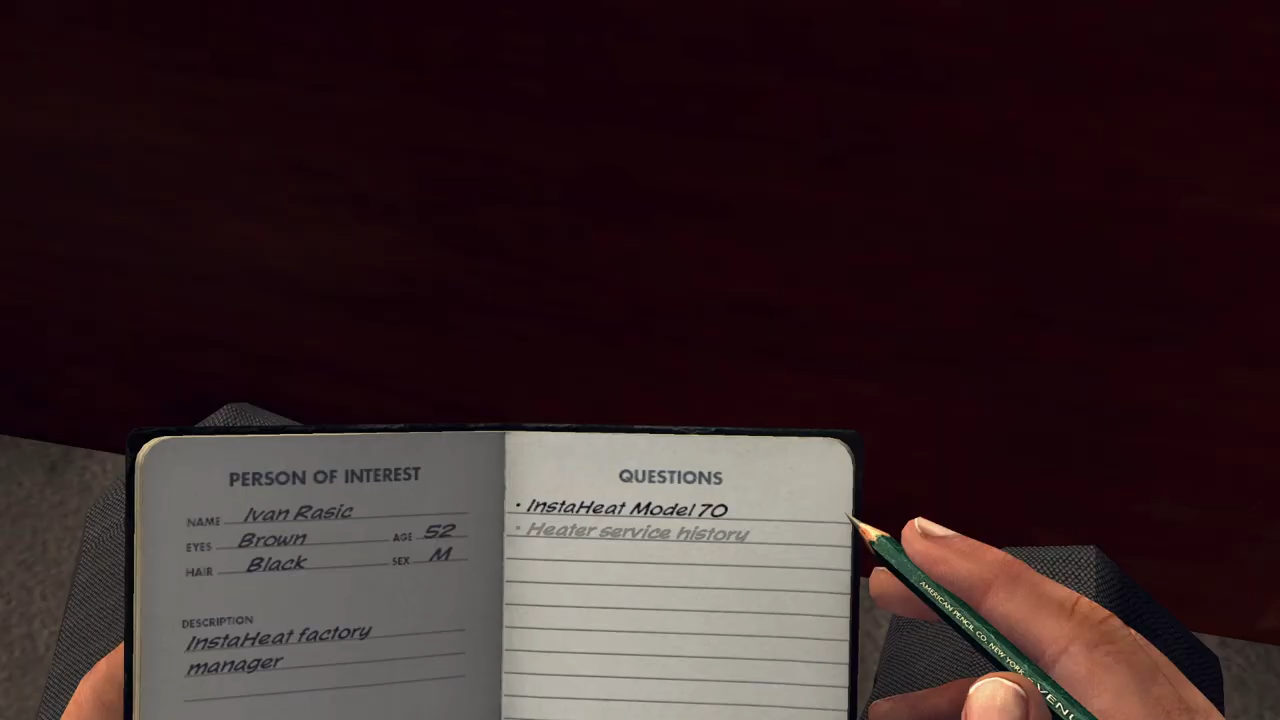 PERSON OF INTEREST
NAME Ivan Rasic
EYES Brown AGE 52
HAIR Black SEX M
DESCRIPTION
InstaHeat factory
manager
QUESTIONS
• InstaHeat Model 70
• Heater service history
AMERICAN PENCIL CO. NEW YORK